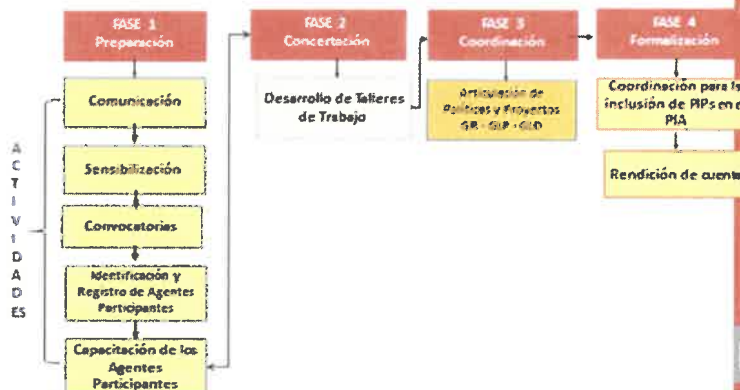 FASE 1
Preparación
FASE 2
Concertación
FASE 3
Coordinación
FASE 4
Formalización
ACTIVIDADES
Comunicación
Sensibilización
Convocatorias
Identificación y
Registro de Agentes
Participantes
Capacitación de los
Agentes
Participantes
Desarrollo de Talleres
de Trabajo
Articulación de
Políticas y Proyectos
GR - GLP - GLD
Coordinación para la
inclusión de PIPs en e
PIA
Rendición de cuenta